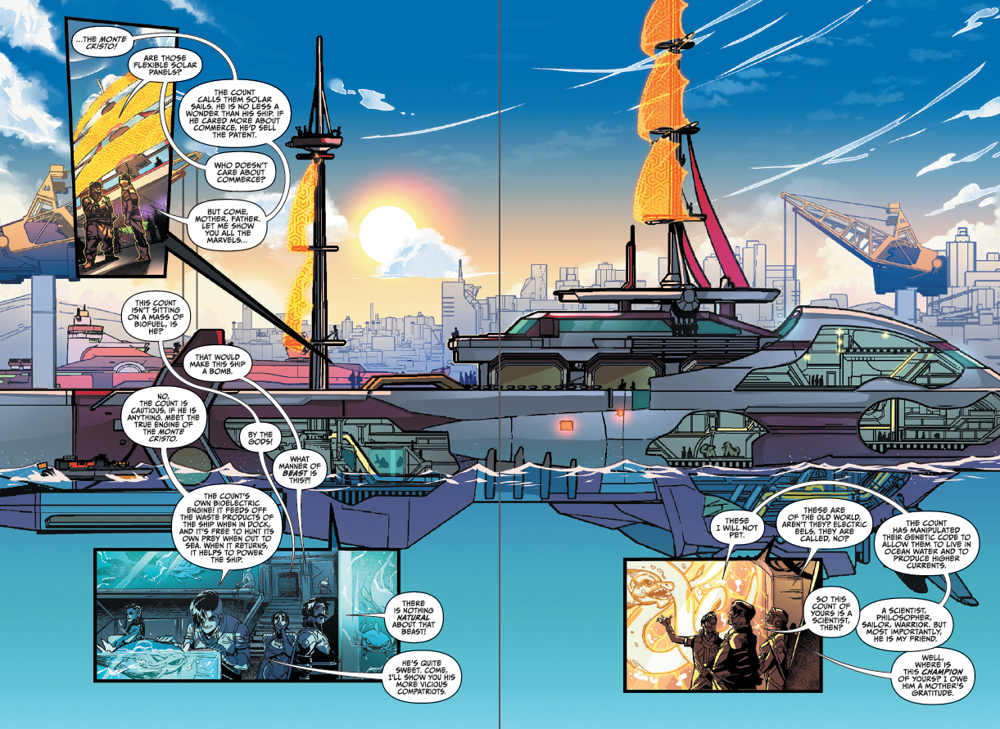 ...THE MONTE
CRISTO!
ARE THOSE
FLEXIBLE SOLAR
PANELS?
THE COUNT
CALLS THEM SOLAR
SAILS. HE IS NO LESS A
WONDER THAN HIS SHIP. IF
HE CARED MORE ABOUT
COMMERCE, HE'D SELL
THE PATENT.
WHO DOESN'T
CARE ABOUT
COMMERCE?
BUT COME,
MOTHER, FATHER.
LET ME SHOW
YOU ALL THE
MARVELS...
THIS COUNT
ISN'T SITTING
ON A MASS OF
BIOFUEL, IS
HE?
THAT WOULD
MAKE THIS SHIP
A BOMB.
NO,
THE COUNT IS
CAUTIOUS, IF HE IS
ANYTHING. MEET THE
TRUE ENGINE OF
THE MONTE
CRISTO.
BY THE
GODS!
WHAT
MANNER OF
BEAST IS
THIS?!
THE COUNT'S
OWN BIOELECTRIC
ENGINE! IT FEEDS OFF
THE WASTE PRODUCTS OF
THE SHIP WHEN IN DOCK,
AND IT'S FREE TO HUNT ITS
OWN PREY WHEN OUT TO
SEA. WHEN IT RETURNS,
IT HELPS TO POWER
THE SHIP.
THERE
IS NOTHING
NATURAL
ABOUT THAT
BEAST!
HE'S QUITE
SWEET. COME,
I'LL SHOW YOU HIS
MORE VICIOUS
COMPATRIOTS.
THESE
I WILL NOT
PET.
THESE ARE
OF THE OLD WORLD,
AREN'T THEY? ELECTRIC
EELS, THEY ARE
CALLED, NO?
THE COUNT
HAS MANIPULATED
THEIR GENETIC CODE TO
ALLOW THEM TO LIVE IN
OCEAN WATER AND TO
PRODUCE HIGHER
CURRENTS.
SO THIS
COUNT OF
YOURS IS A
SCIENTIST,
THEN?
A SCIENTIST,
PHILOSOPHER,
SAILOR, WARRIOR. BUT
MOST IMPORTANTLY,
HE IS MY FRIEND.
WELL,
WHERE IS
THIS CHAMPION
OF YOURS? I OWE
HIM A MOTHER'S
GRATITUDE.